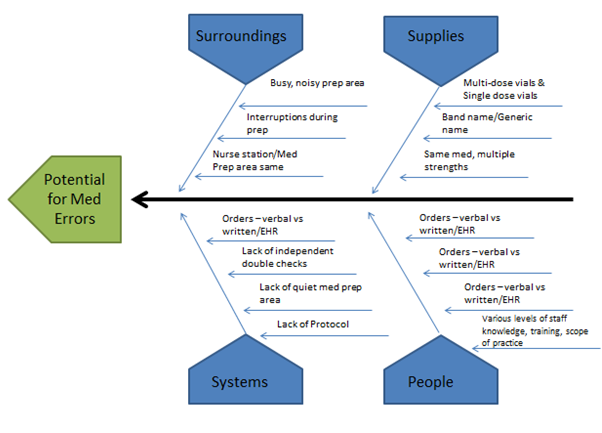 Surroundings
Supplies
Busy, noisy prep area
Interruptions during
prep
Nurse station/Med
Prep area same
Multi-dose vials &
Single dose vials
Band name/Generic
name
Same med, multiple
strengths
Potential
for Med
Errors
Orders – verbal vs
written/EHR
Lack of independent
double checks
Lack of quiet med prep
area
Lack of Protocol
Orders – verbal vs
written/EHR
Orders – verbal vs
written/EHR
Orders – verbal vs
written/EHR
Various levels of staff
knowledge, training, scope
of practice
Systems
People